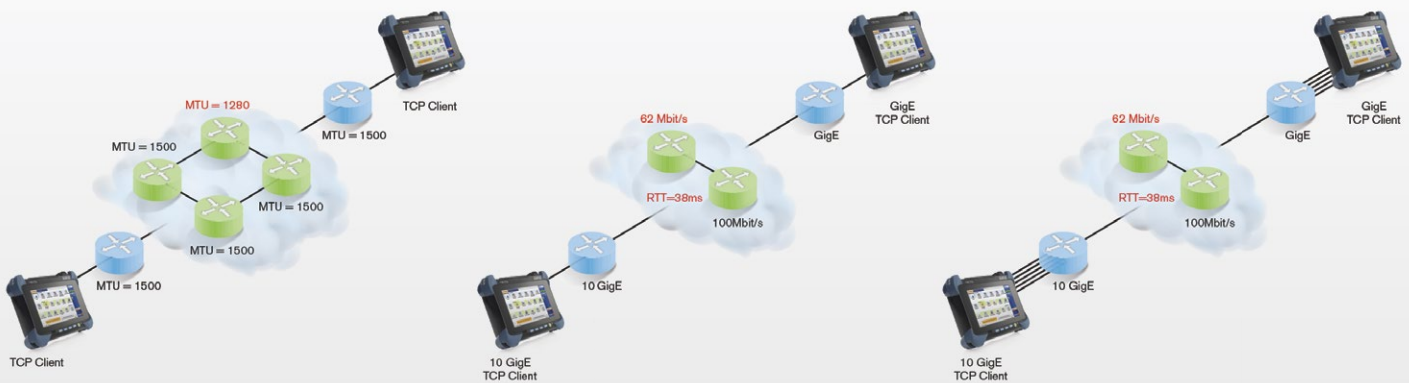 TCP Client
MTU = 1500
MTU = 1280
MTU = 1500
MTU = 1500
MTU = 1500
MTU = 1500
TCP Client
GigE
TCP Client
GigE
62 Mbit/s
RTT=38ms
100Mbit/s
10 GigE
10 GigE
TCP Client
GigE
TCP Client
GigE
62 Mbit/s
RTT=38ms
100Mbit/s
10 GigE
10 GigE
TCP Client